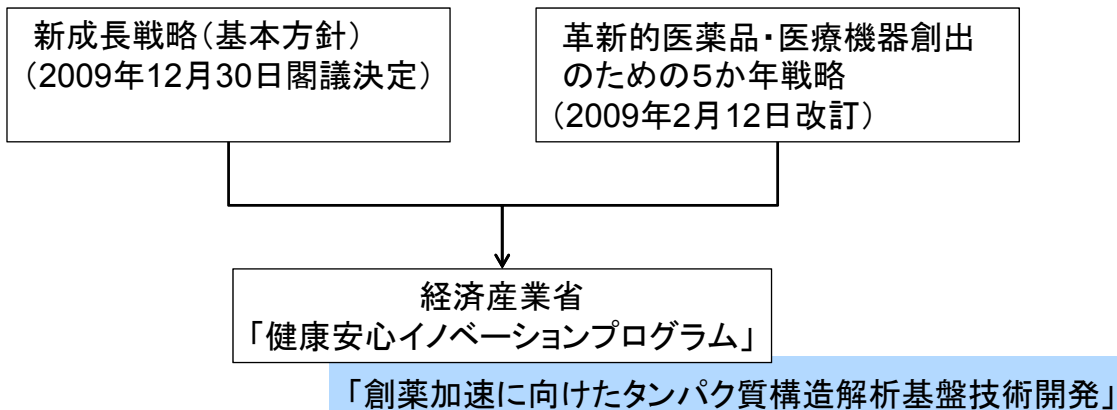 新成長戦略(基本方針)
(2009年12月30日閣議決定)
革新的医薬品・医療機器創出
のための5か年戦略
(2009年2月12日改訂)
経済産業省
「健康安心イノベーションプログラム」
「創薬加速に向けたタンパク質構造解析基盤技術開発」